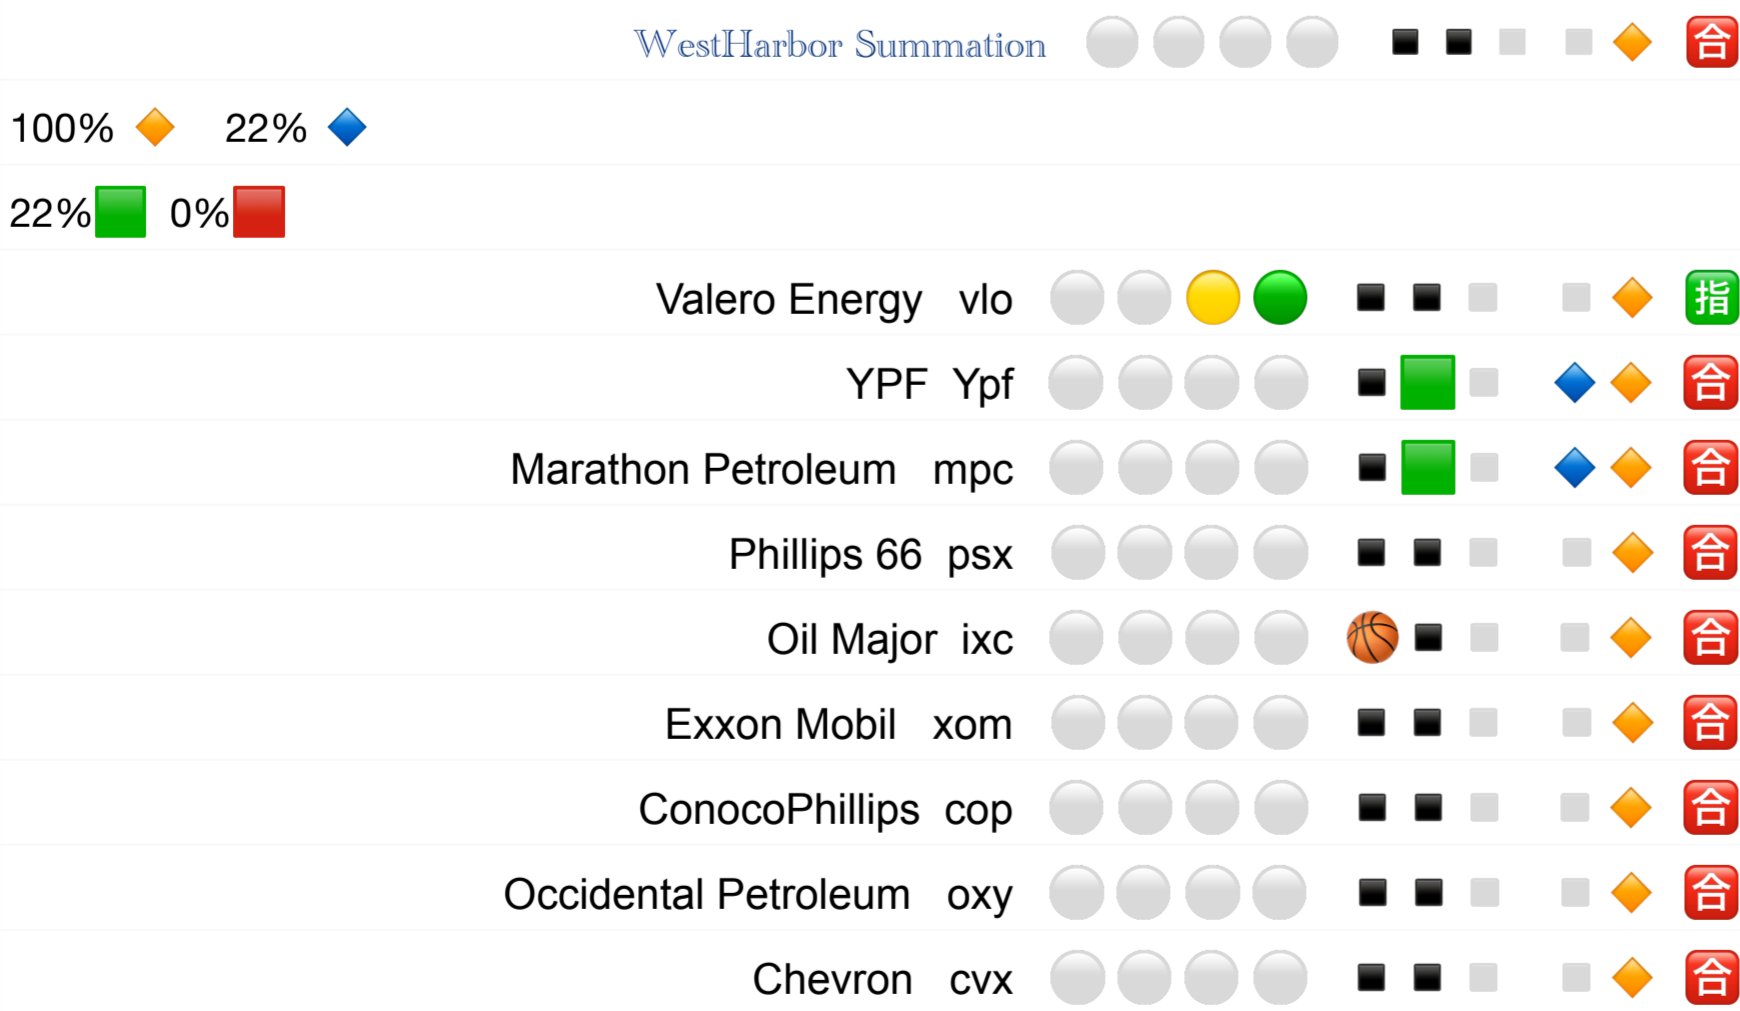 WestHarbor Summation 合
100% 22%
22% 0%
Valero Energy vlo 指
YPF Ypf 合
Marathon Petroleum mpc 合
Phillips 66 psx 合
Oil Major ixc 合
Exxon Mobil xom 合
ConocoPhillips cop 合
Occidental Petroleum oxy 合
Chevron cvx 合